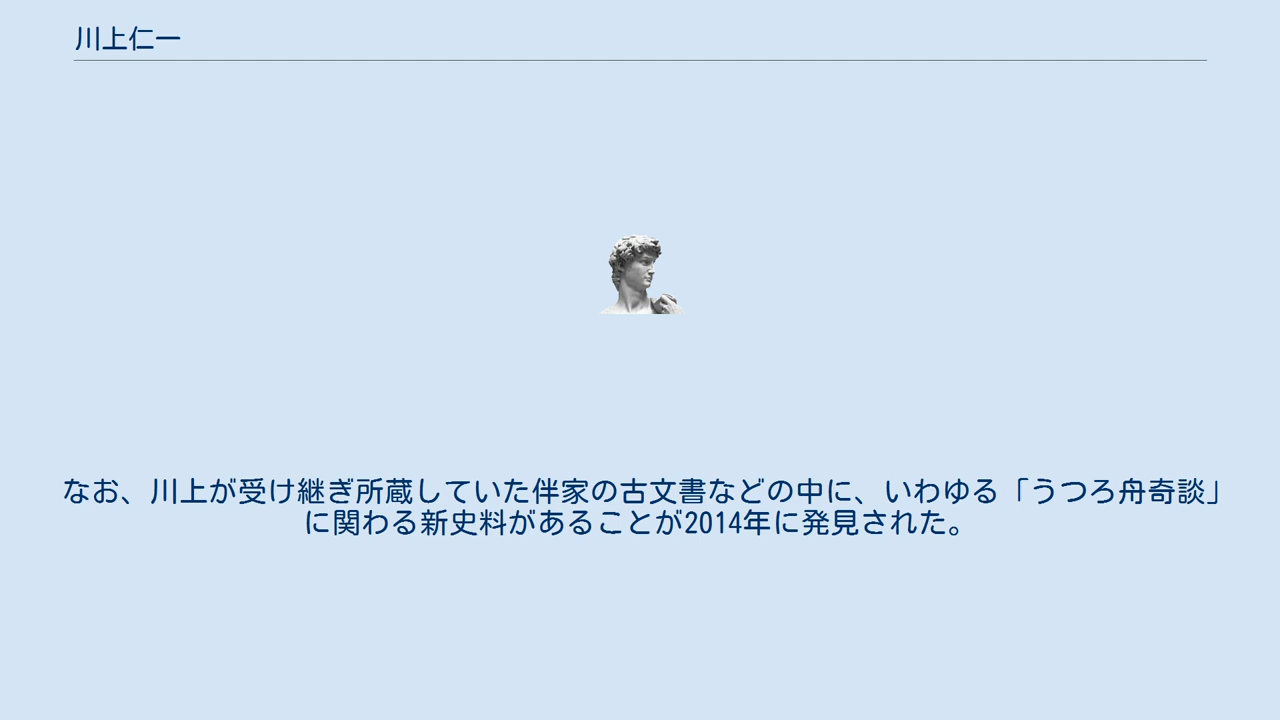 川上仁一
なお、川上が受け継ぎ所蔵していた伴家の古文書などの中に、いわゆる「うつろ舟奇談」
に関わる新史料があることが2014年に発見された。